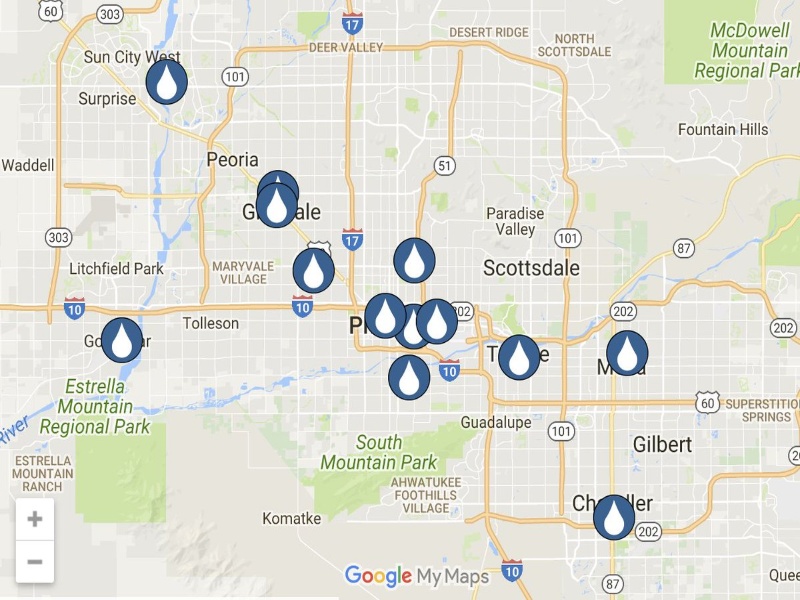 60
303
17
DESERT RIDGE
McDowell
Mountain
Regional Park
DEER VALLEY
NORTH
SCOTTSDALE
Sun City West
101
Surprise
Fountain Hills
Peoria
Waddell
51
Paradise
Valley
303
17
101
87
Litchfield Park
MARYVALE
VILLAGE
Scottsdale
10
10
202
202
Tolleson
202
10
Estrella
Mountain
Regional Park
60
SUPERSTITIO
SPRINGS
River
Guadalupe
101
South
Mountain Park
Gilbert
ESTRELLA
MOUNTAIN
RANCH
AHWATUKEE
FOOTHILLS
VILLAGE
+
Komatke
202
−
Google My Maps
10
87
Quee